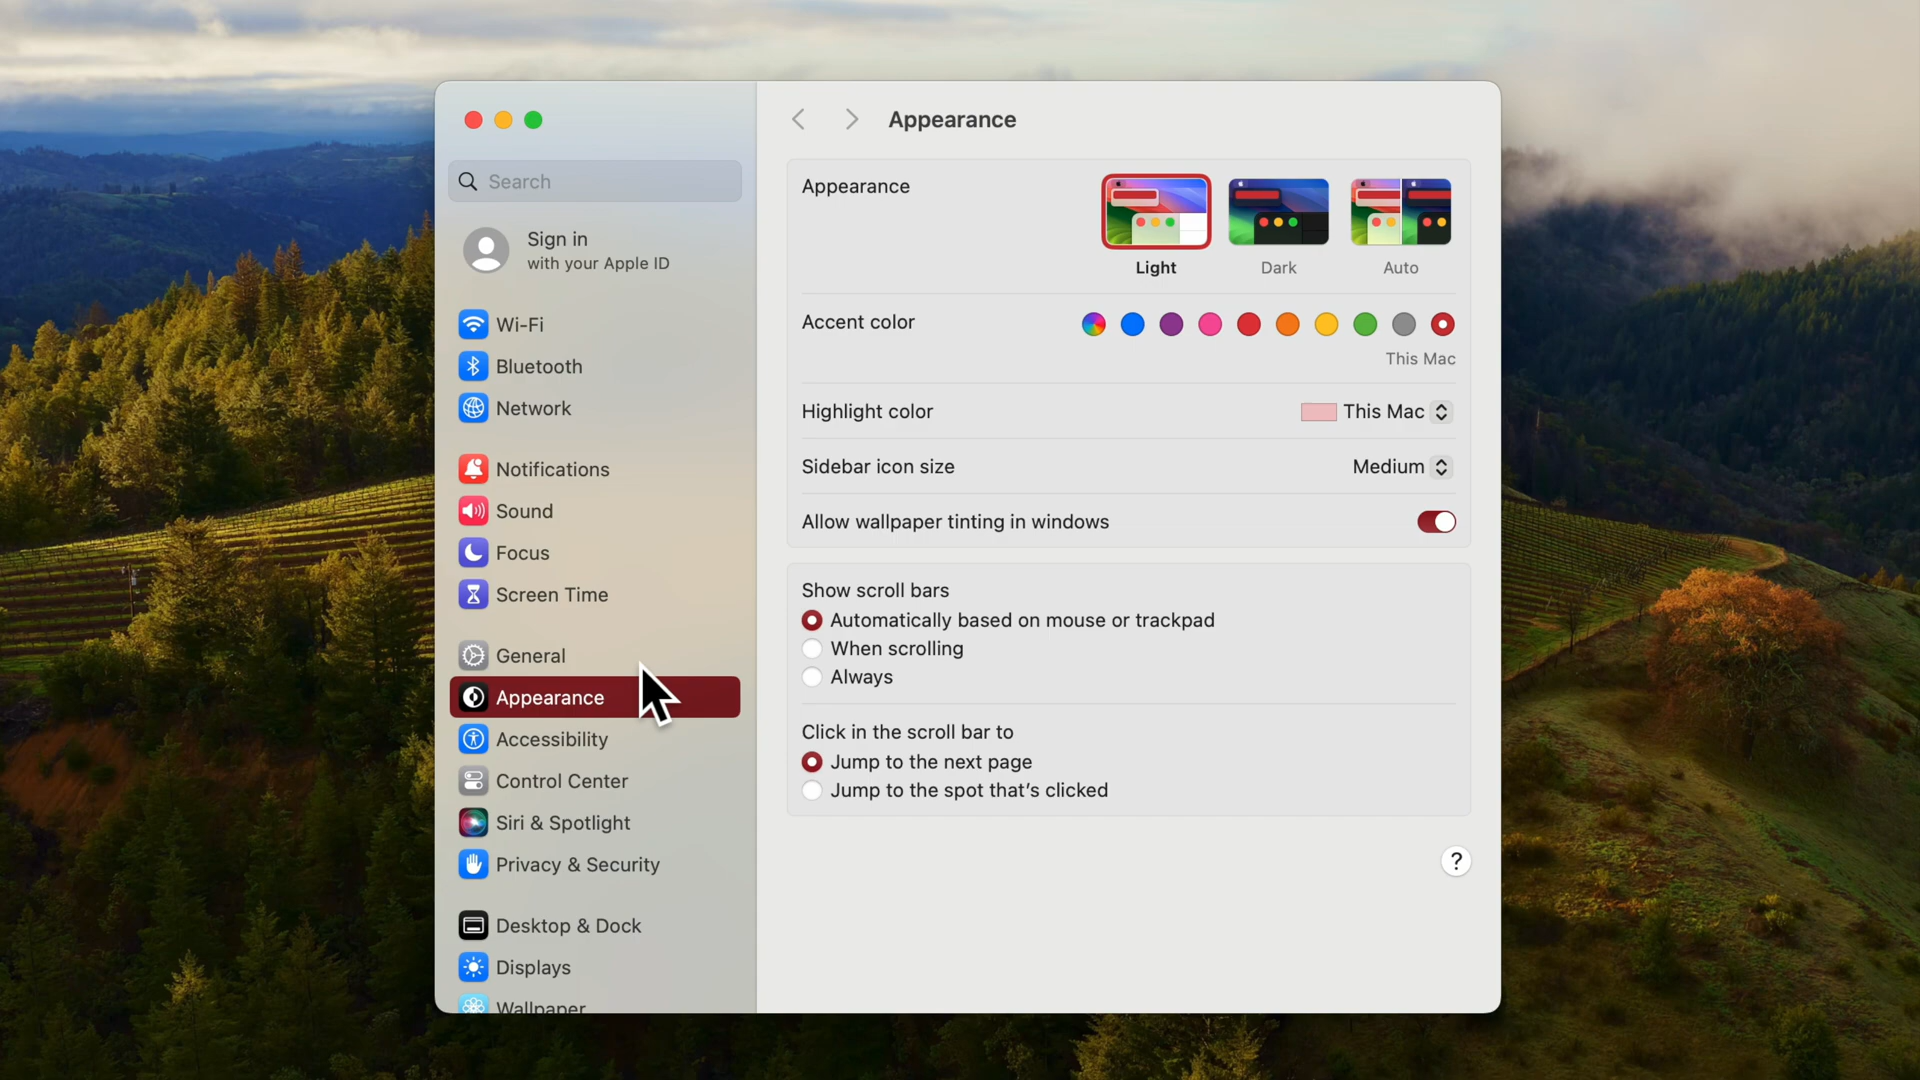 Search
Sign in
with your Apple ID
Wi-Fi
Bluetooth
Network
Notifications
Sound
Focus
Screen Time
General
Appearance
Accessibility
Control Center
Siri & Spotlight
Privacy & Security
Desktop & Dock
Displays
Wallpaper
Appearance
Appearance
Light
Dark
Auto
Accent color
This Mac
Highlight color
This Mac
Sidebar icon size
Medium
Allow wallpaper tinting in windows
Show scroll bars
Automatically based on mouse or trackpad
When scrolling
Always
Click in the scroll bar to
Jump to the next page
Jump to the spot that’s clicked
?